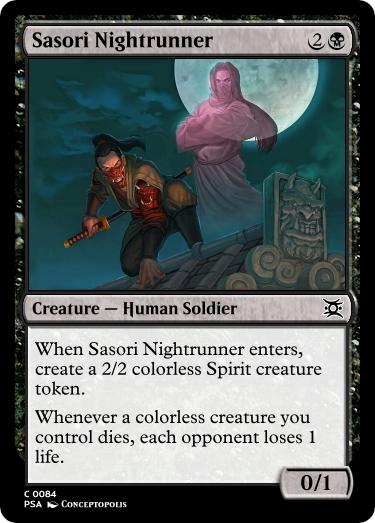 Sasori Nightrunner 2
Creature — Human Soldier
When Sasori Nightrunner enters,
create a 2/2 colorless Spirit creature
token.
Whenever a colorless creature you
control dies, each opponent loses 1
life.
0/1
C 0084
PSA Conceptopolis